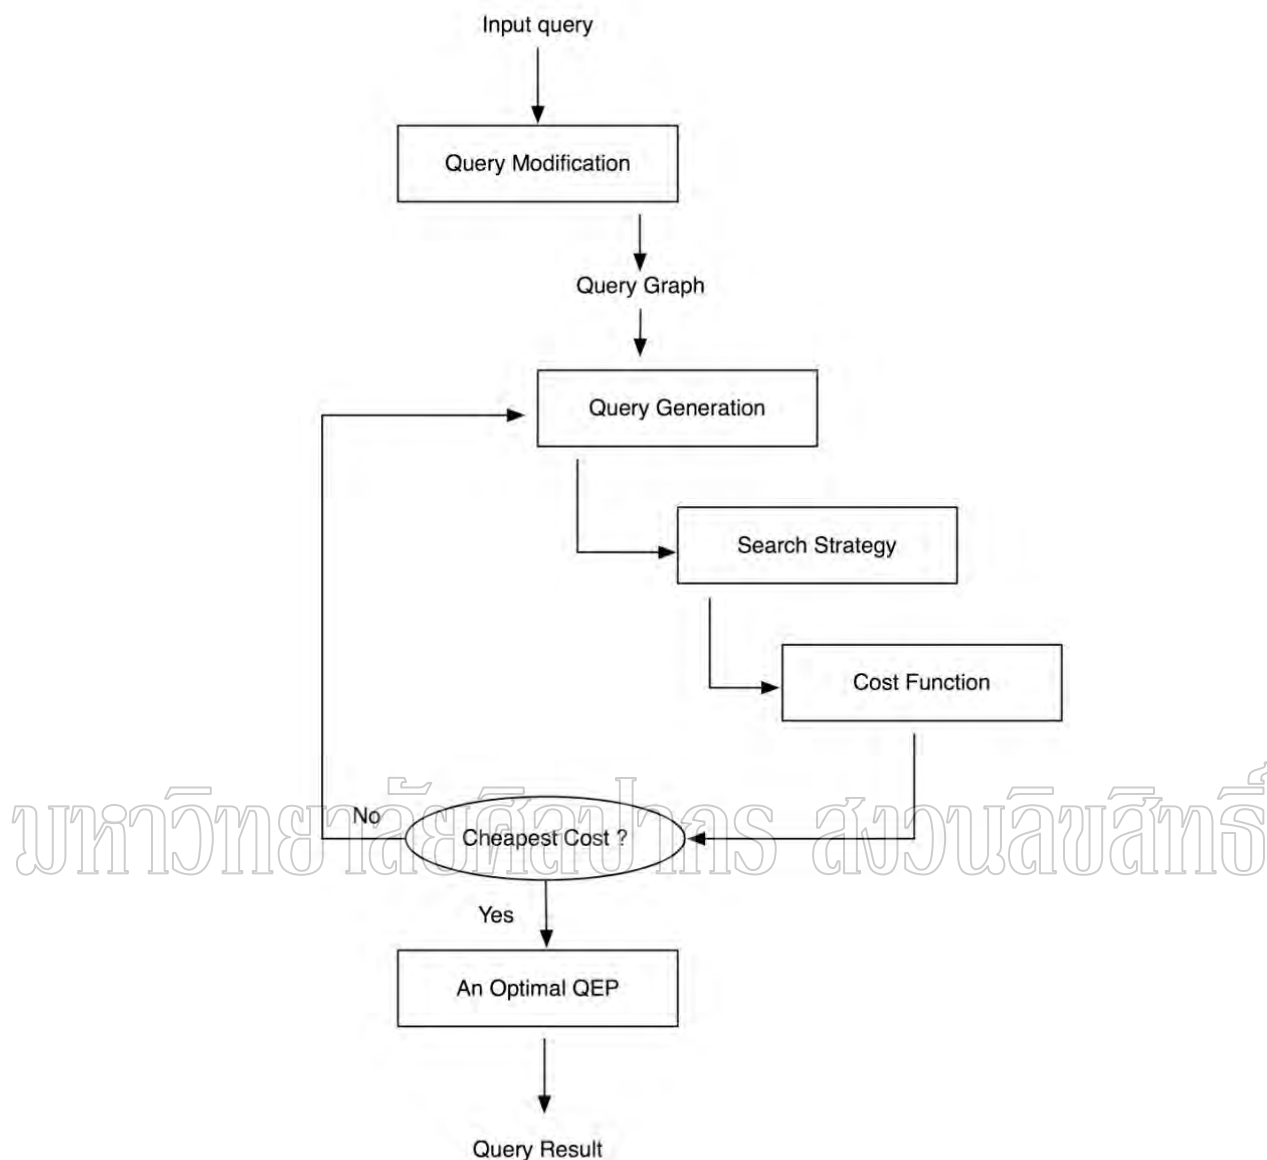 Input query
Query Modification
Query Graph
Query Generation
Search Strategy
Cost Function
มหาวิทยาลัยศิลปากร สงวนลิขสิทธิ์
No
Cheapest Cost ?
Yes
An Optimal QEP
Query Result